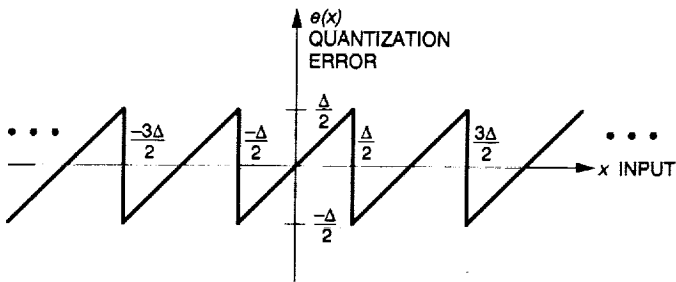 e(x)
QUANTIZATION
ERROR
Δ/2
-3Δ/2
-Δ/2
Δ/2
3Δ/2
x INPUT
-Δ/2